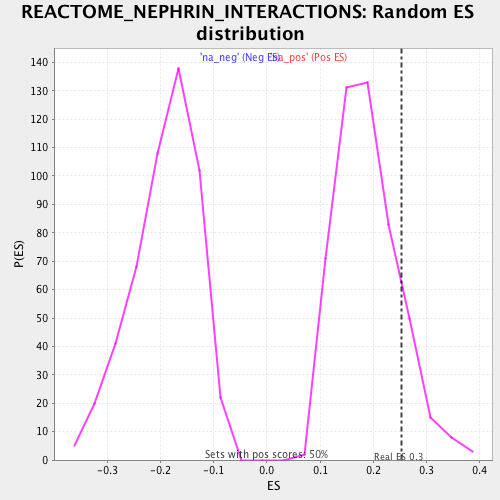 REACTOME_NEPHRIN_INTERACTIONS: Random ES
distribution
'na_neg' (Neg ES) 'na_pos' (Pos ES)
140
130
120
110
100
90
80
70
60
50
40
30
20
10
0
P(ES)
Sets with pos scores: 50%
Real ES 0.3
-0.3 -0.2 -0.1 0.0 0.1 0.2 0.3 0.4
ES